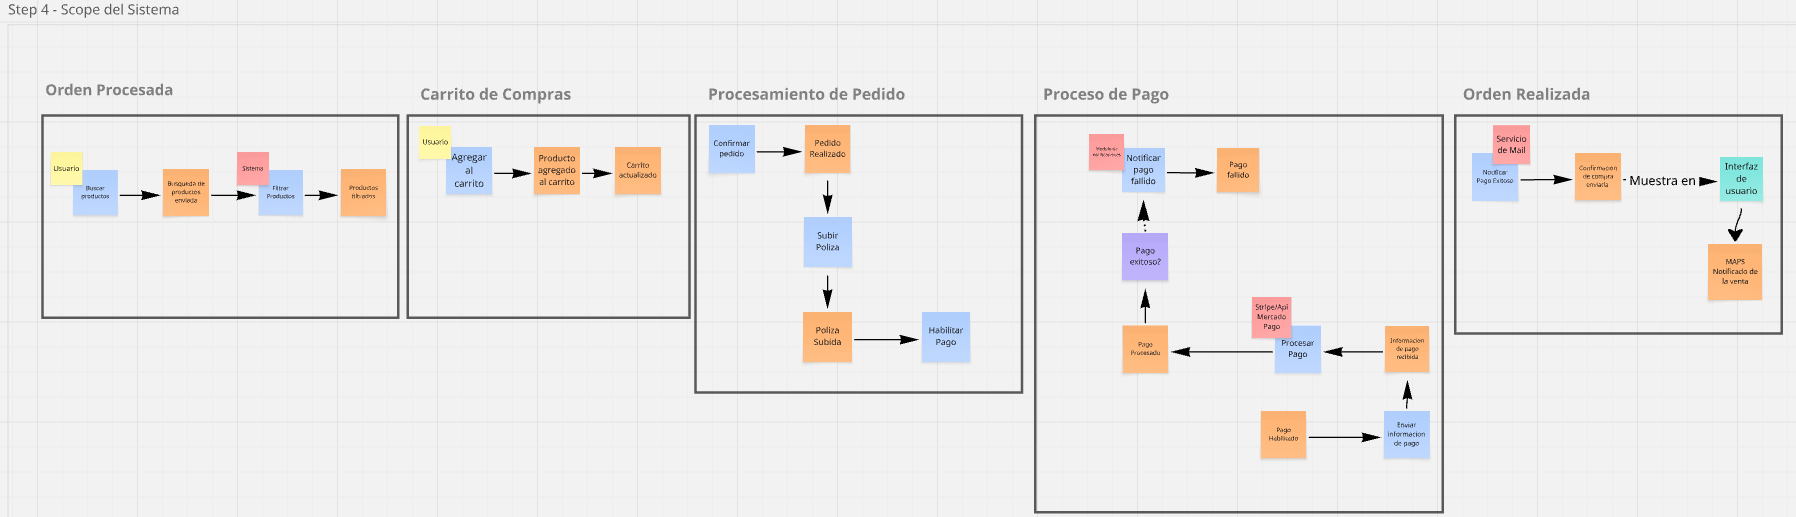 Step 4 - Scope del Sistema
Orden Procesada
Usuario
Buscar
productos
Busqueda de
productos
enviada
Sistema
Filtrar
Productos
Productos
filtrados
Carrito de Compras
Usuario
Agregar
al
carrito
Producto
agregado
al carrito
Carrito
actualizado
Procesamiento de Pedido
Confirmar
pedido
Pedido
Realizado
Subir
Poliza
Poliza
Subida
Habilitar
Pago
Proceso de Pago
Notificar
pago
fallido
Pago
fallido
Pago
exitoso?
Pago
Procesado
Stripe/Api
Mercado
Pago
Procesar
Pago
Informacion
de pago
recibida
Pago
Habilitado
Enviar
informacion
de pago
Orden Realizada
Servicio
de Mail
Notificar
Pago Exitoso
Confirmacion
de compra
enviada
Muestra en
Interfaz
de
usuario
MAPS
Notificado de
la venta